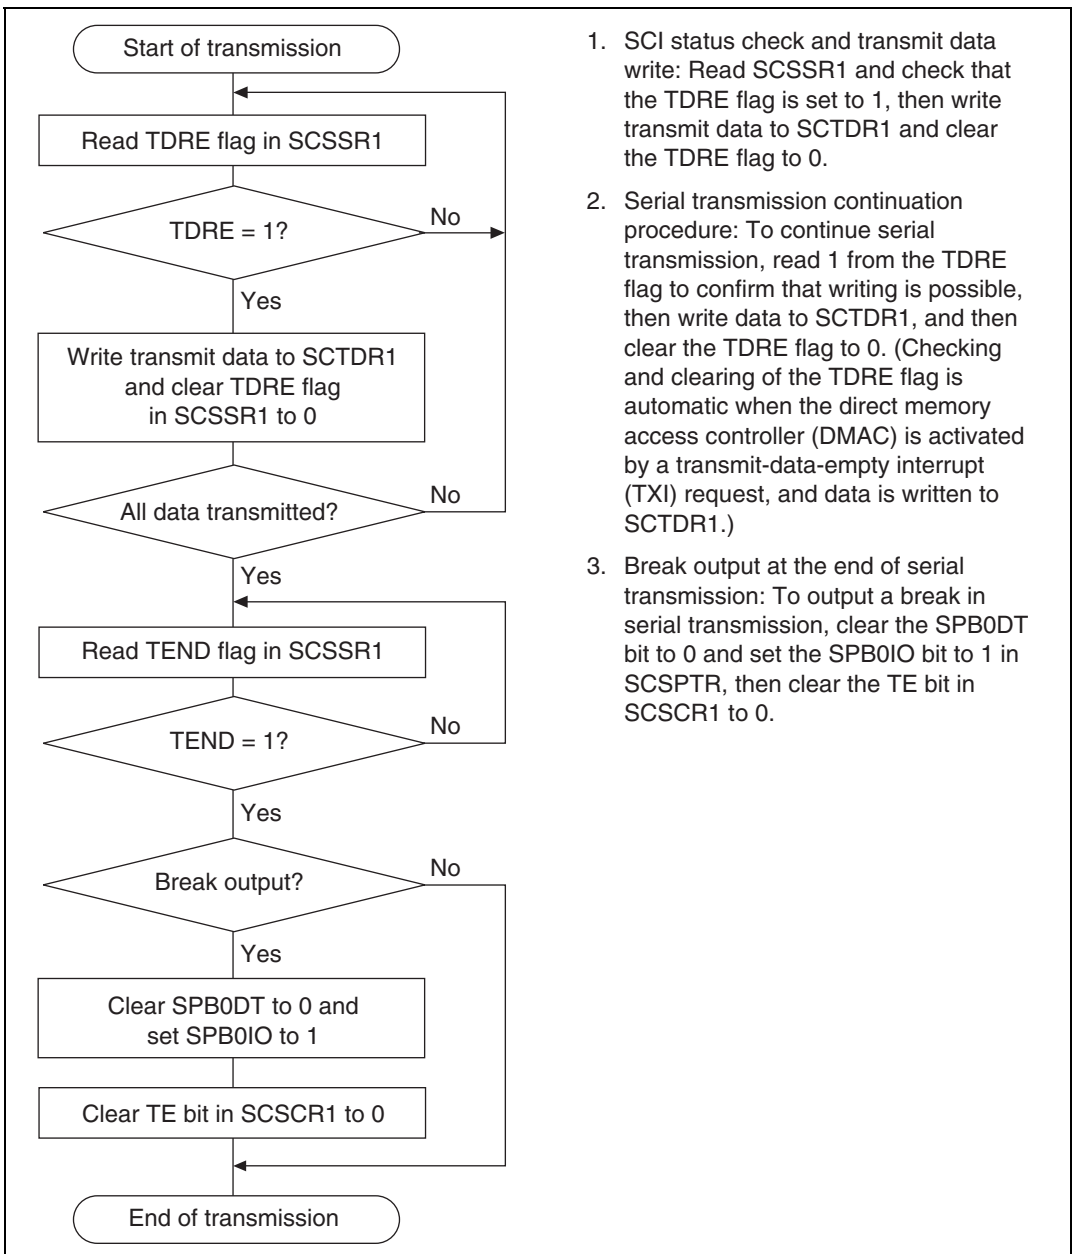 Start of transmission
Read TDRE flag in SCSSR1
TDRE = 1?
No
Yes
Write transmit data to SCTDR1
and clear TDRE flag
in SCSSR1 to 0
All data transmitted?
No
Yes
Read TEND flag in SCSSR1
TEND = 1?
No
Yes
Break output?
No
Yes
Clear SPB0DT to 0 and
set SPB0IO to 1
Clear TE bit in SCSCR1 to 0
End of transmission
1. SCI status check and transmit data
write: Read SCSSR1 and check that
the TDRE flag is set to 1, then write
transmit data to SCTDR1 and clear
the TDRE flag to 0.
2. Serial transmission continuation
procedure: To continue serial
transmission, read 1 from the TDRE
flag to confirm that writing is possible,
then write data to SCTDR1, and then
clear the TDRE flag to 0. (Checking
and clearing of the TDRE flag is
automatic when the direct memory
access controller (DMAC) is activated
by a transmit-data-empty interrupt
(TXI) request, and data is written to
SCTDR1.)
3. Break output at the end of serial
transmission: To output a break in
serial transmission, clear the SPB0DT
bit to 0 and set the SPB0IO bit to 1 in
SCSPTR, then clear the TE bit in
SCSCR1 to 0.